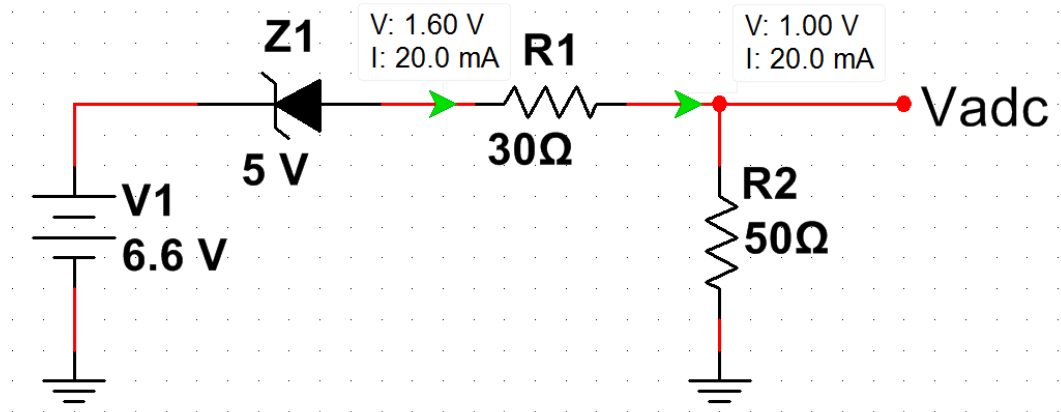 Z1
V: 1.60 V
I: 20.0 mA
R1
V: 1.00 V
I: 20.0 mA
Vadc
5 V
30Ω
V1
6.6 V
R2
50Ω